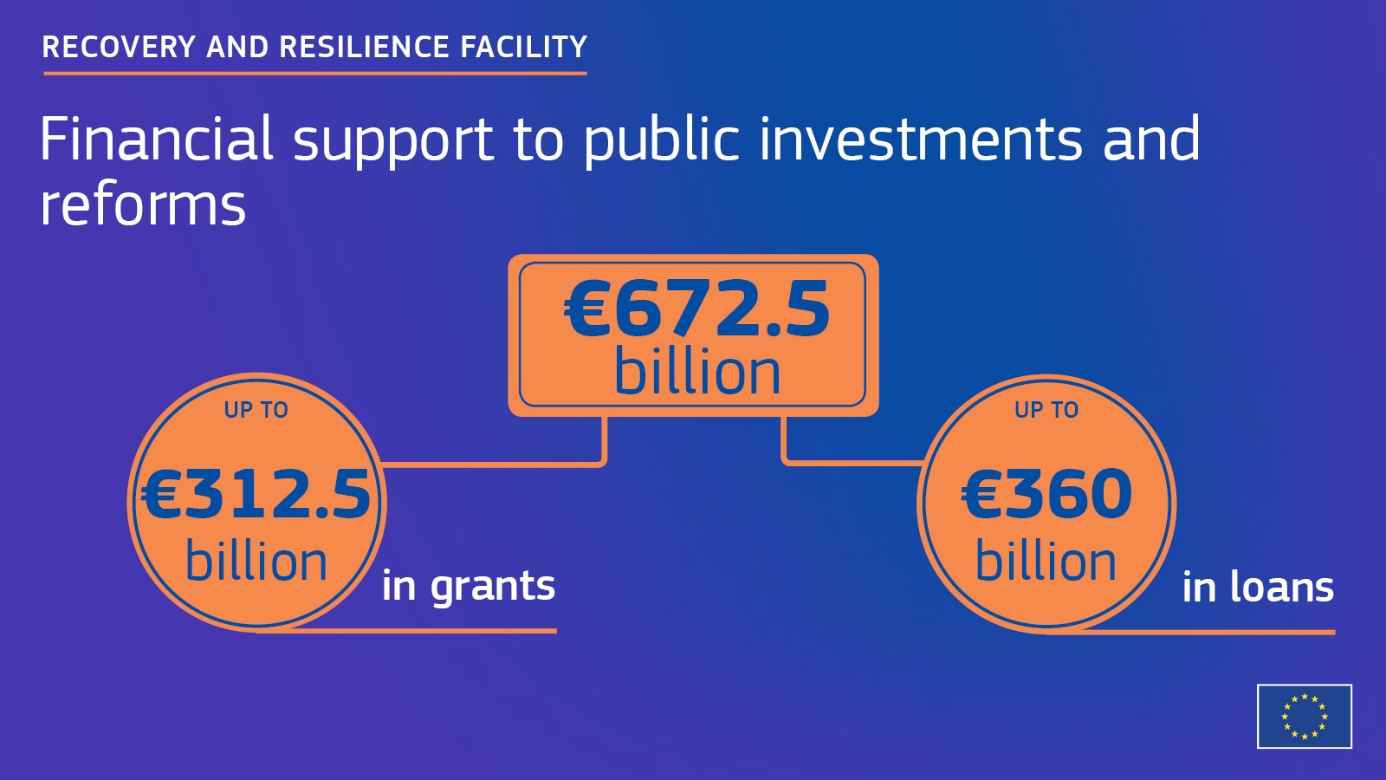 RECOVERY AND RESILIENCE FACILITY
Financial support to public investments and
reforms
€672.5
billion
UP TO
€312.5
billion
in grants
UP TO
€360
billion
in loans